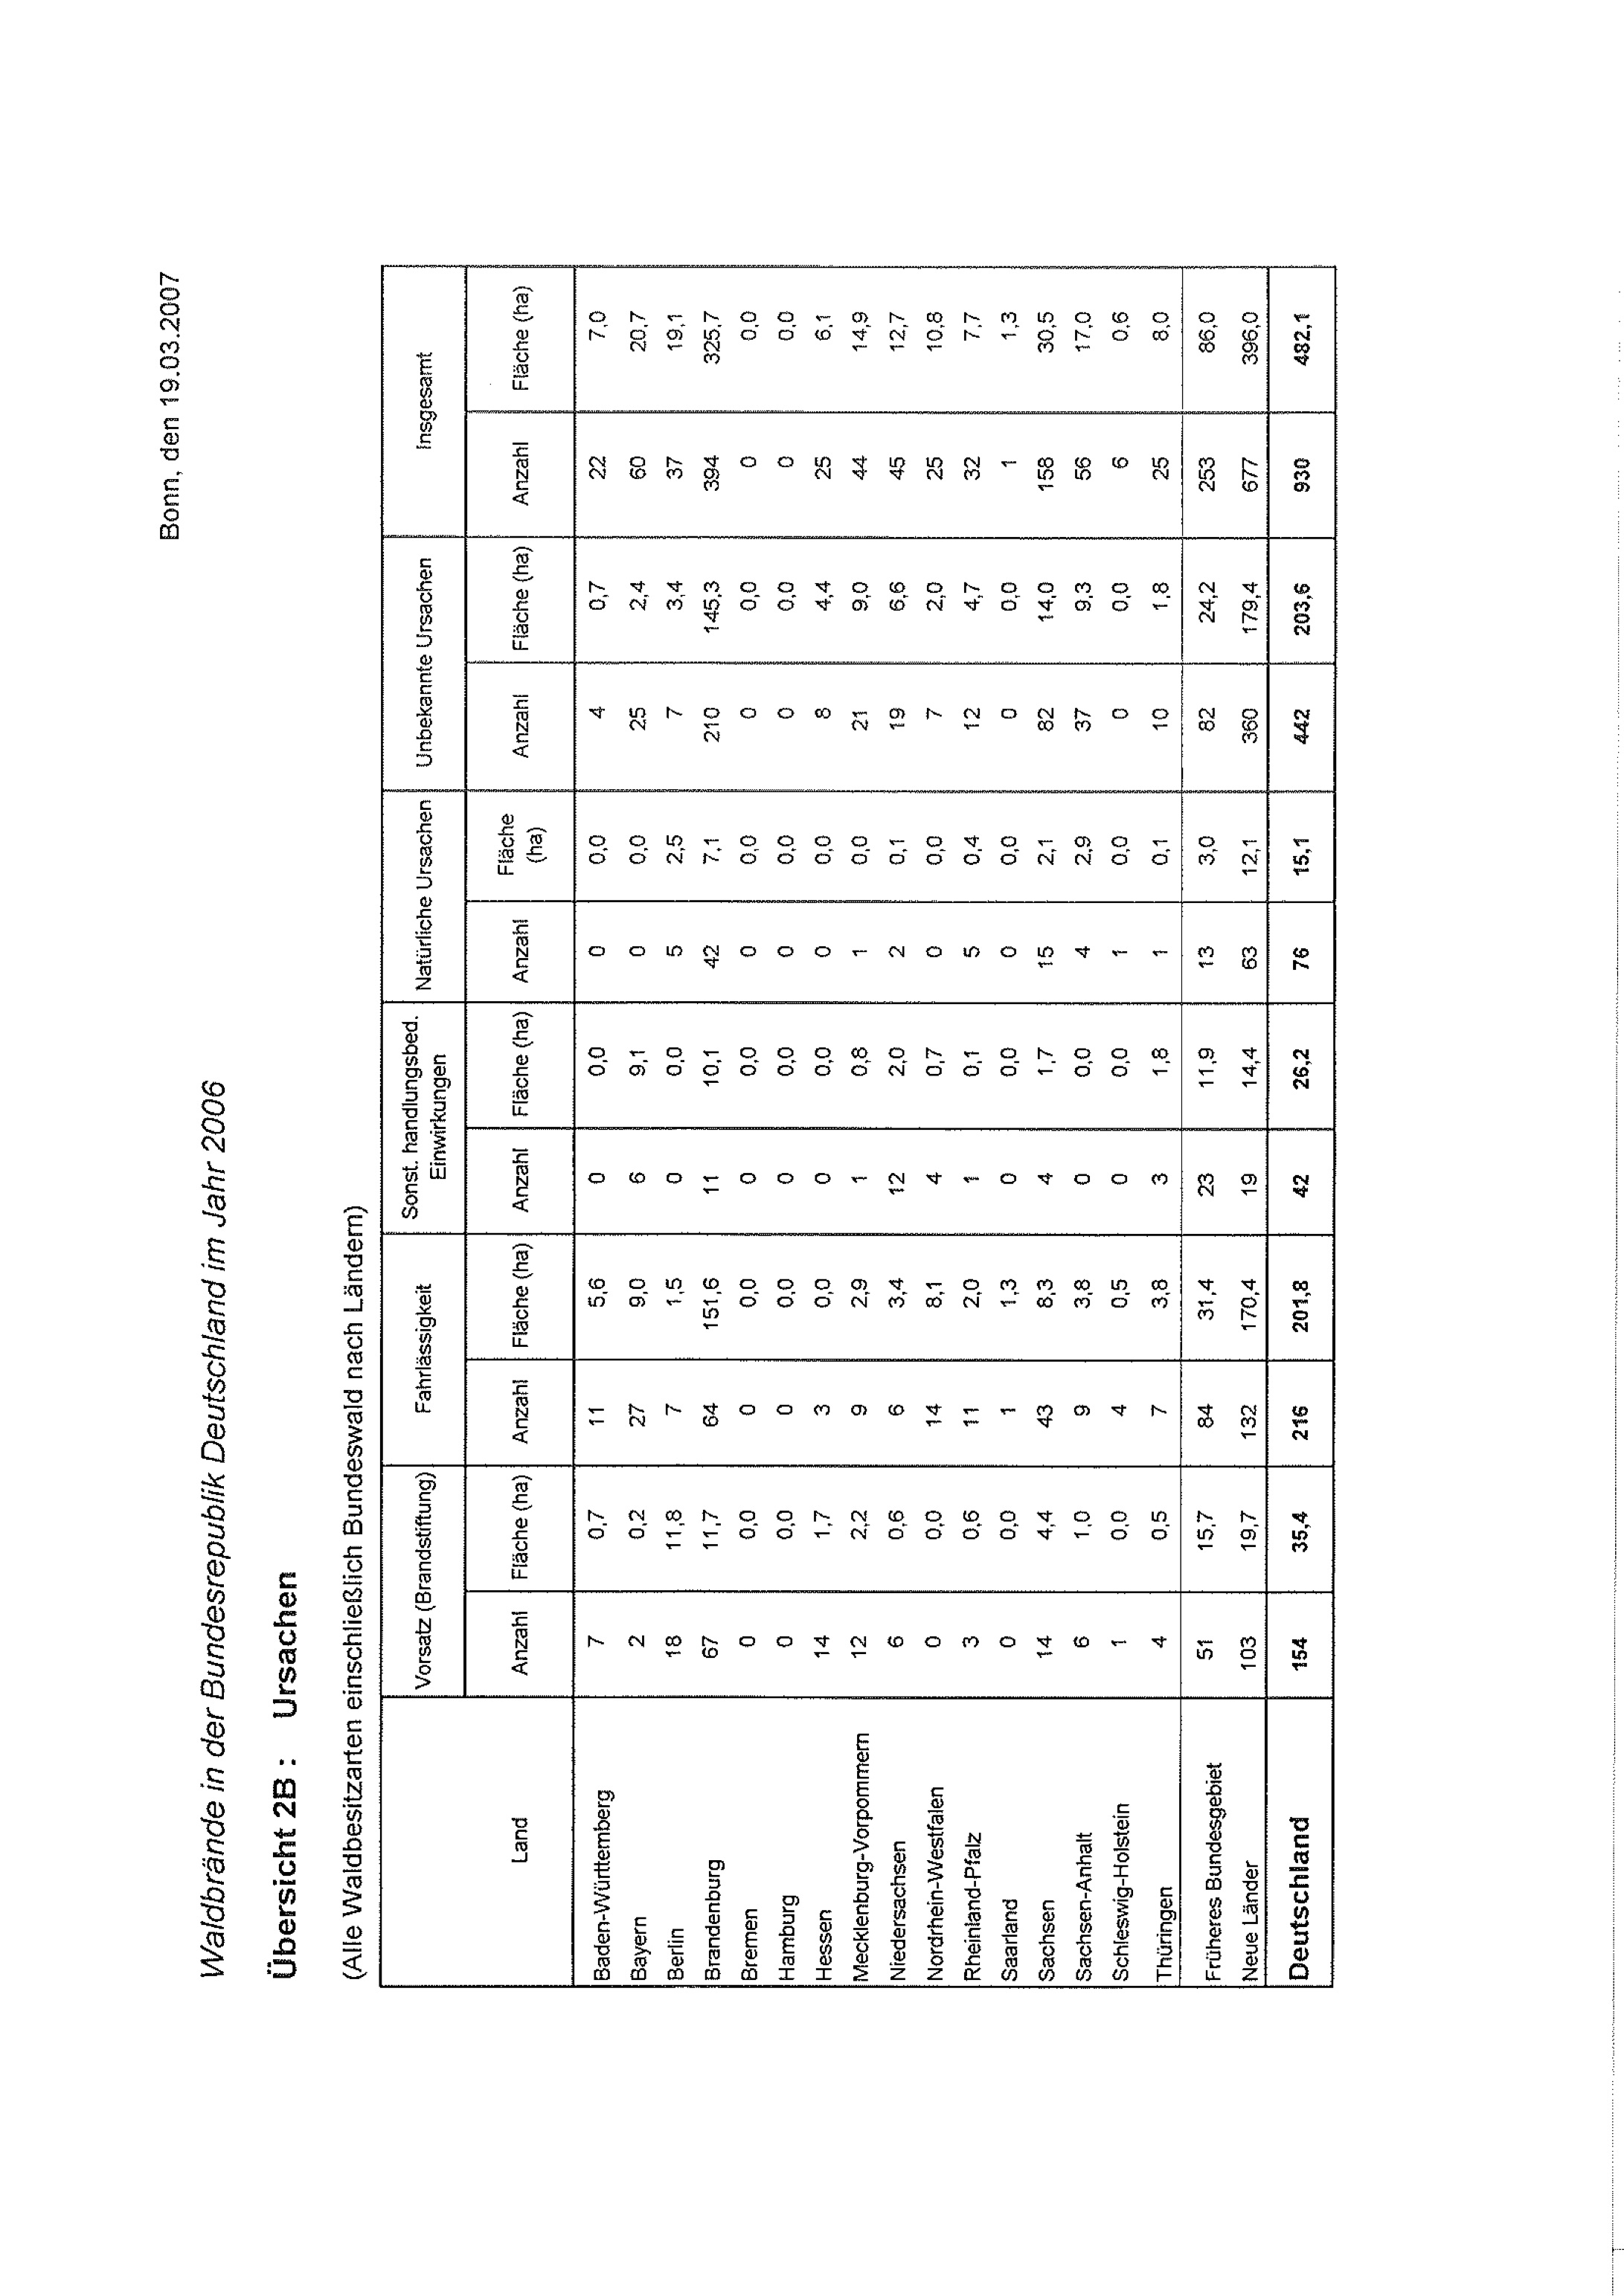 Bonn, den 19.03.2007
Waldbrände in der Bundesrepublik Deutschland im Jahr 2006
Übersicht 2B : Ursachen
(Alle Waldbesitzarten einschließlich Bundeswald nach Ländern)
Land Vorsatz (Brandstiftung) Fahrlässigkeit Sonst. handlungsbed. Einwirkungen Natürliche Ursachen Unbekannte Ursachen Insgesamt
Anzahl Fläche (ha) Anzahl Fläche (ha) Anzahl Fläche (ha) Anzahl Fläche (ha) Anzahl Fläche (ha) Anzahl Fläche (ha)
Baden-Württemberg 7 0,7 11 5,6 0 0,0 0 0,0 4 0,7 22 7,0
Bayern 2 0,2 27 9,0 6 9,1 0 0,0 25 2,4 60 20,7
Berlin 18 11,8 7 1,5 0 0,0 5 2,5 7 3,4 37 19,1
Brandenburg 67 11,7 64 151,6 11 10,1 42 7,1 210 145,3 394 325,7
Bremen 0 0,0 0 0,0 0 0,0 0 0,0 0 0,0 0 0,0
Hamburg 0 0,0 0 0,0 0 0,0 0 0,0 0 0,0 0 0,0
Hessen 14 1,7 3 0,0 0 0,0 0 0,0 8 4,4 25 6,1
Mecklenburg-Vorpommern 12 2,2 9 2,9 1 0,8 1 0,0 21 9,0 44 14,9
Niedersachsen 6 0,6 6 3,4 12 2,0 2 0,1 19 6,6 45 12,7
Nordrhein-Westfalen 0 0,0 14 8,1 4 0,7 0 0,0 7 2,0 25 10,8
Rheinland-Pfalz 3 0,6 11 2,0 1 0,1 5 0,4 12 4,7 32 7,7
Saarland 0 0,0 1 1,3 0 0,0 0 0,0 0 0,0 1 1,3
Sachsen 14 4,4 43 8,3 4 1,7 15 2,1 82 14,0 158 30,5
Sachsen-Anhalt 6 1,0 9 3,8 0 0,0 4 2,9 37 9,3 56 17,0
Schleswig-Holstein 1 0,0 4 0,5 0 0,0 1 0,0 0 0,0 6 0,6
Thüringen 4 0,5 7 3,8 3 1,8 1 0,1 10 1,8 25 8,0
Früheres Bundesgebiet 51 15,7 84 31,4 23 11,9 13 3,0 82 24,2 253 86,0
Neue Länder 103 19,7 132 170,4 19 14,4 63 12,1 360 179,4 677 396,0
Deutschland 154 35,4 216 201,8 42 26,2 76 15,1 442 203,6 930 482,1